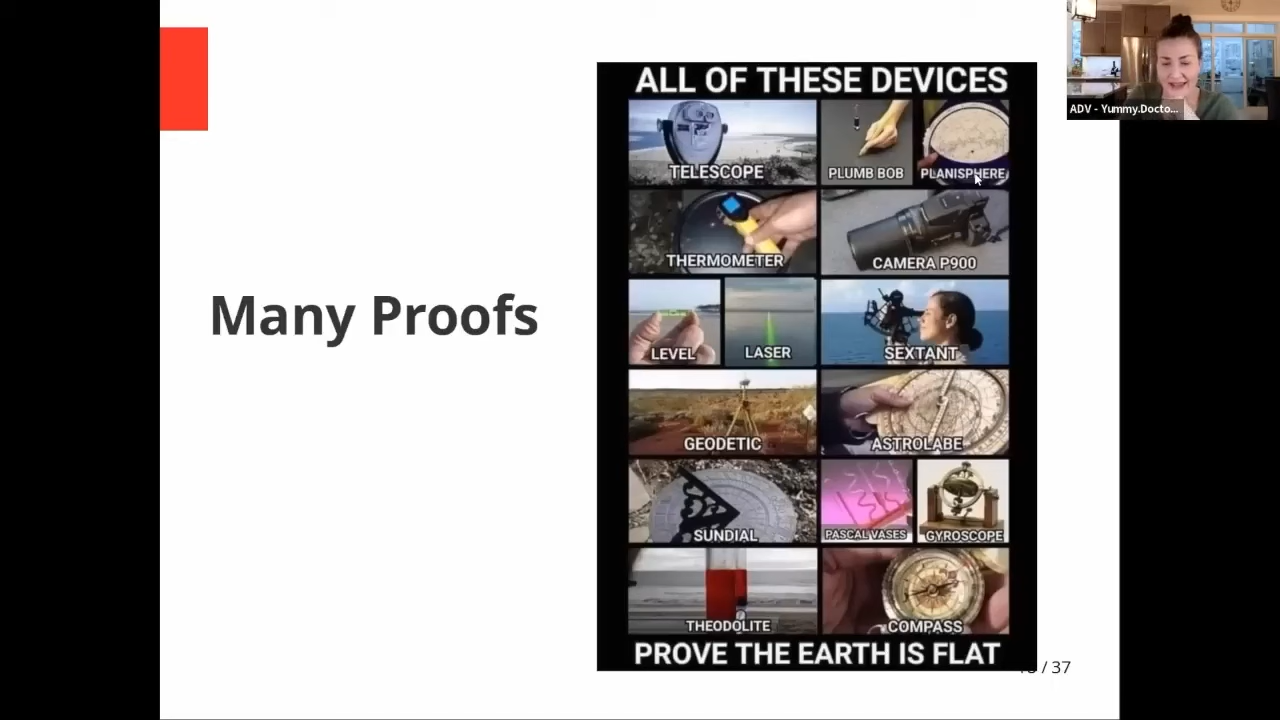 ADV - Yummy.Docto...
Many Proofs
ALL OF THESE DEVICES
TELESCOPE
PLUMB BOB
PLANISPHERE
THERMOMETER
CAMERA P900
LEVEL
LASER
SEXTANT
GEODETIC
ASTROLABE
SUNDIAL
PASCAL VASES
GYROSCOPE
THEODOLITE
COMPASS
PROVE THE EARTH IS FLAT
/ 37